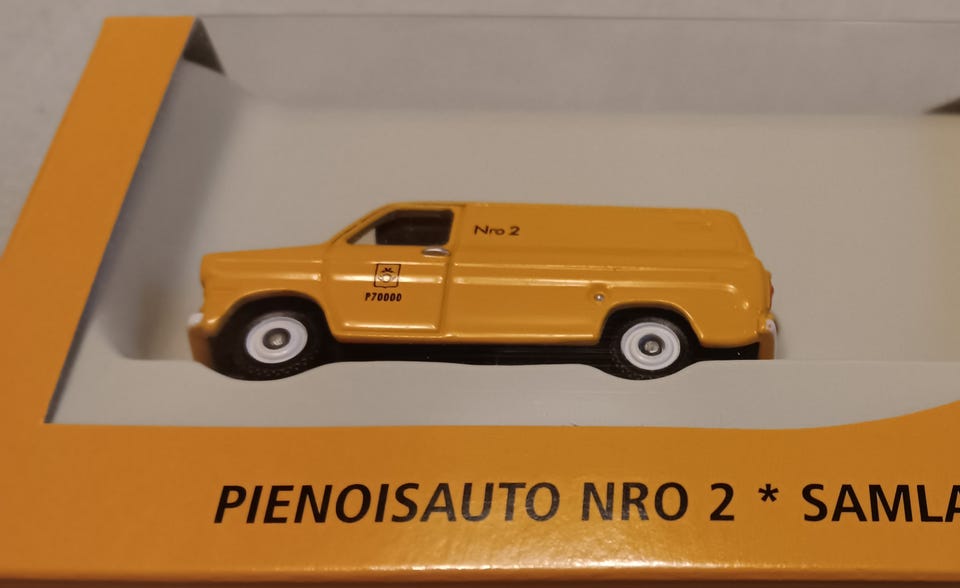 Nro 2
P70000
PIENOISAUTO NRO 2 * SAMLA